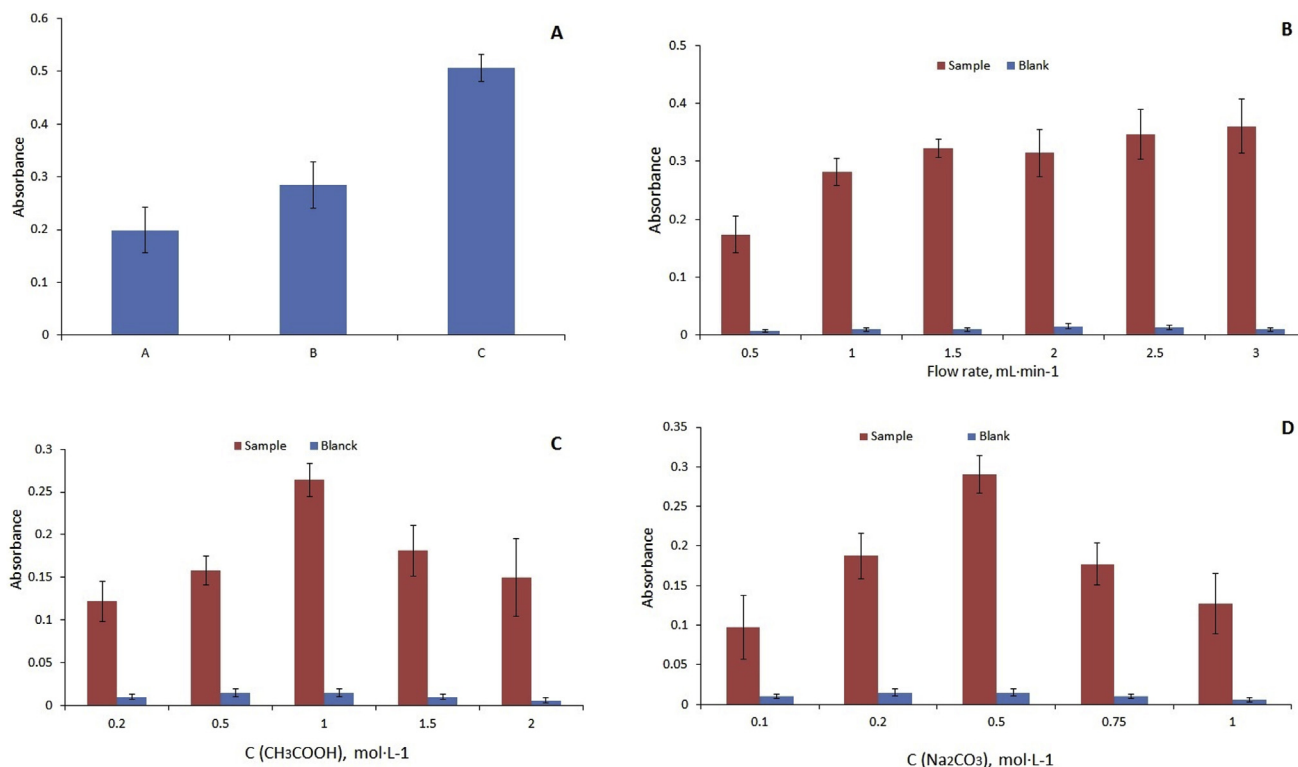 A
0.6
0.5
0.4
0.3
0.2
0.1
0
Absorbance
A B C
B
Sample Blank
0.5
0.4
0.3
0.2
0.1
0
Absorbance
0.5 1 1.5 2 2.5 3
Flow rate, mL·min-1
C
Sample Blanck
0.3
0.25
0.2
0.15
0.1
0.05
0
Absorbance
0.2 0.5 1 1.5 2
C (CH3COOH), mol·L-1
D
Sample Blank
0.35
0.3
0.25
0.2
0.15
0.1
0.05
0
Absorbance
0.1 0.2 0.5 0.75 1
C (Na2CO3), mol·L-1